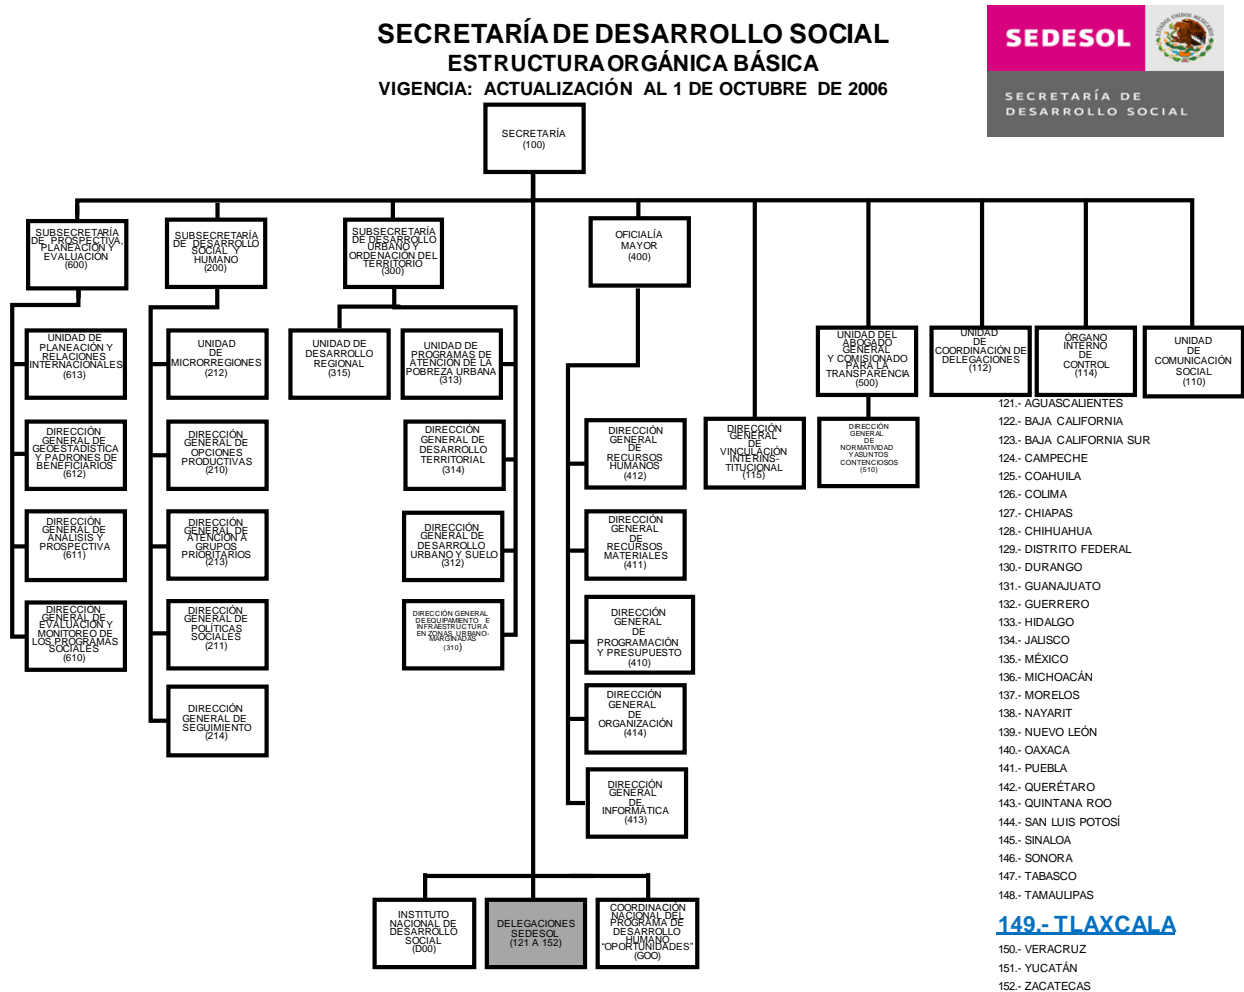 SECRETARÍA DE DESARROLLO SOCIAL
ESTRUCTURA ORGÁNICA BÁSICA
VIGENCIA: ACTUALIZACIÓN AL 1 DE OCTUBRE DE 2006
SEDESOL
ESTADOS UNIDOS MEXICANOS
SECRETARÍA DE
DESARROLLO SOCIAL
SECRETARÍA
(100)
SUBSECRETARÍA
DE PROSPECTIVA,
PLANEACIÓN Y
EVALUACIÓN
(600)
SUBSECRETARÍA
DE DESARROLLO
SOCIAL Y
HUMANO
(200)
SUBSECRETARÍA
DE DESARROLLO
URBANO Y
ORDENACIÓN DEL
TERRITORIO
(300)
OFICIALÍA
MAYOR
(400)
UNIDAD DE
PLANEACIÓN Y
RELACIONES
INTERNACIONALES
(613)
UNIDAD
DE
MICRORREGIONES
(212)
UNIDAD DE
DESARROLLO
REGIONAL
(315)
UNIDAD DE
PROGRAMAS DE
ATENCIÓN DE LA
POBREZA URBANA
(313)
UNIDAD DEL
ABOGADO
GENERAL
Y COMISIONADO
PARA LA
TRANSPARENCIA
(500)
UNIDAD
DE
COORDINACIÓN DE
DELEGACIONES
(112)
ÓRGANO
INTERNO
DE
CONTROL
(114)
UNIDAD
DE
COMUNICACIÓN
SOCIAL
(110)
DIRECCIÓN
GENERAL DE
GEOESTADÍSTICA
Y PADRONES DE
BENEFICIARIOS
(612)
DIRECCIÓN
GENERAL DE
OPCIONES
PRODUCTIVAS
(210)
DIRECCIÓN
GENERAL DE
DESARROLLO
TERRITORIAL
(314)
DIRECCIÓN
GENERAL
DE
RECURSOS
HUMANOS
(412)
DIRECCIÓN
GENERAL
DE
VINCULACIÓN
INTERINS-
TITUCIONAL
(115)
DIRECCIÓN
GENERAL
DE
NORMATIVIDAD
Y ASUNTOS
CONTENCIOSOS
(510)
DIRECCIÓN
GENERAL DE
ANÁLISIS Y
PROSPECTIVA
(611)
DIRECCIÓN
GENERAL DE
ATENCIÓN A
GRUPOS
PRIORITARIOS
(213)
DIRECCIÓN
GENERAL DE
DESARROLLO
URBANO Y SUELO
(312)
DIRECCIÓN
GENERAL
DE
RECURSOS
MATERIALES
(411)
DIRECCIÓN
GENERAL DE
EVALUACIÓN Y
MONITOREO DE
LOS PROGRAMAS
SOCIALES
(610)
DIRECCIÓN
GENERAL DE
POLÍTICAS
SOCIALES
(211)
DIRECCIÓN GENERAL
DE EQUIPAMIENTO E
INFRAESTRUCTURA
EN ZONAS URBANO-
MARGINADAS
(310)
DIRECCIÓN
GENERAL
DE
PROGRAMACIÓN
Y PRESUPUESTO
(410)
DIRECCIÓN
GENERAL DE
SEGUIMIENTO
(214)
DIRECCIÓN
GENERAL
DE
ORGANIZACIÓN
(414)
DIRECCIÓN
GENERAL
DE
INFORMÁTICA
(413)
INSTITUTO
NACIONAL DE
DESARROLLO
SOCIAL
(D00)
DELEGACIONES
SEDESOL
(121 A 152)
COORDINACIÓN
NACIONAL DEL
PROGRAMA DE
DESARROLLO
HUMANO
"OPORTUNIDADES"
(GOO)
121.- AGUASCALIENTES
122.- BAJA CALIFORNIA
123.- BAJA CALIFORNIA SUR
124.- CAMPECHE
125.- COAHUILA
126.- COLIMA
127.- CHIAPAS
128.- CHIHUAHUA
129.- DISTRITO FEDERAL
130.- DURANGO
131.- GUANAJUATO
132.- GUERRERO
133.- HIDALGO
134.- JALISCO
135.- MÉXICO
136.- MICHOACÁN
137.- MORELOS
138.- NAYARIT
139.- NUEVO LEÓN
140.- OAXACA
141.- PUEBLA
142.- QUERÉTARO
143.- QUINTANA ROO
144.- SAN LUIS POTOSÍ
145.- SINALOA
146.- SONORA
147.- TABASCO
148.- TAMAULIPAS
149.- TLAXCALA
150.- VERACRUZ
151.- YUCATÁN
152.- ZACATECAS